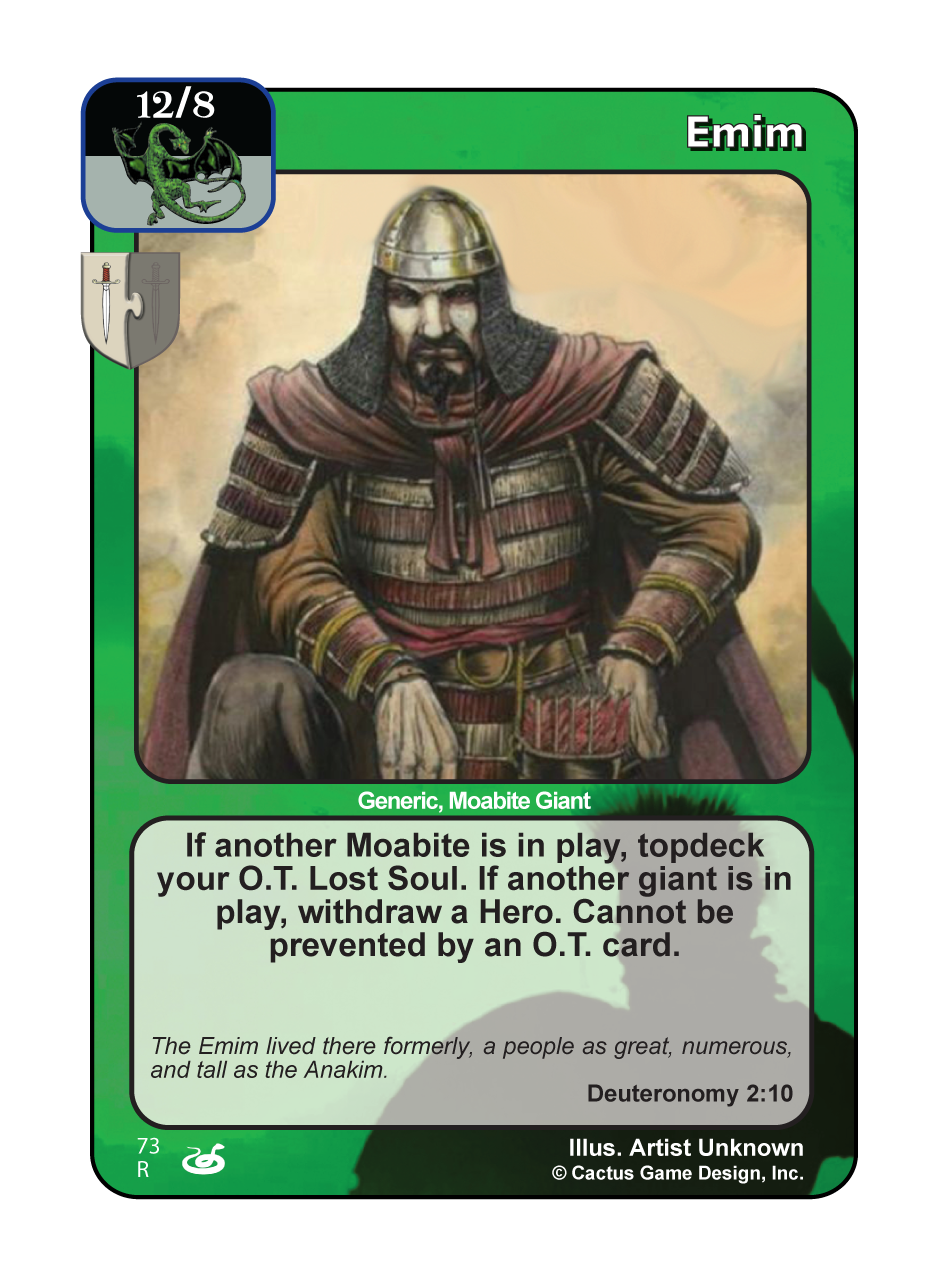 12/8
Emim
Generic, Moabite Giant
If another Moabite is in play, topdeck
your O.T. Lost Soul. If another giant is in
play, withdraw a Hero. Cannot be
prevented by an O.T. card.
The Emim lived there formerly, a people as great, numerous,
and tall as the Anakim.
Deuteronomy 2:10
73
R
Illus. Artist Unknown
© Cactus Game Design, Inc.